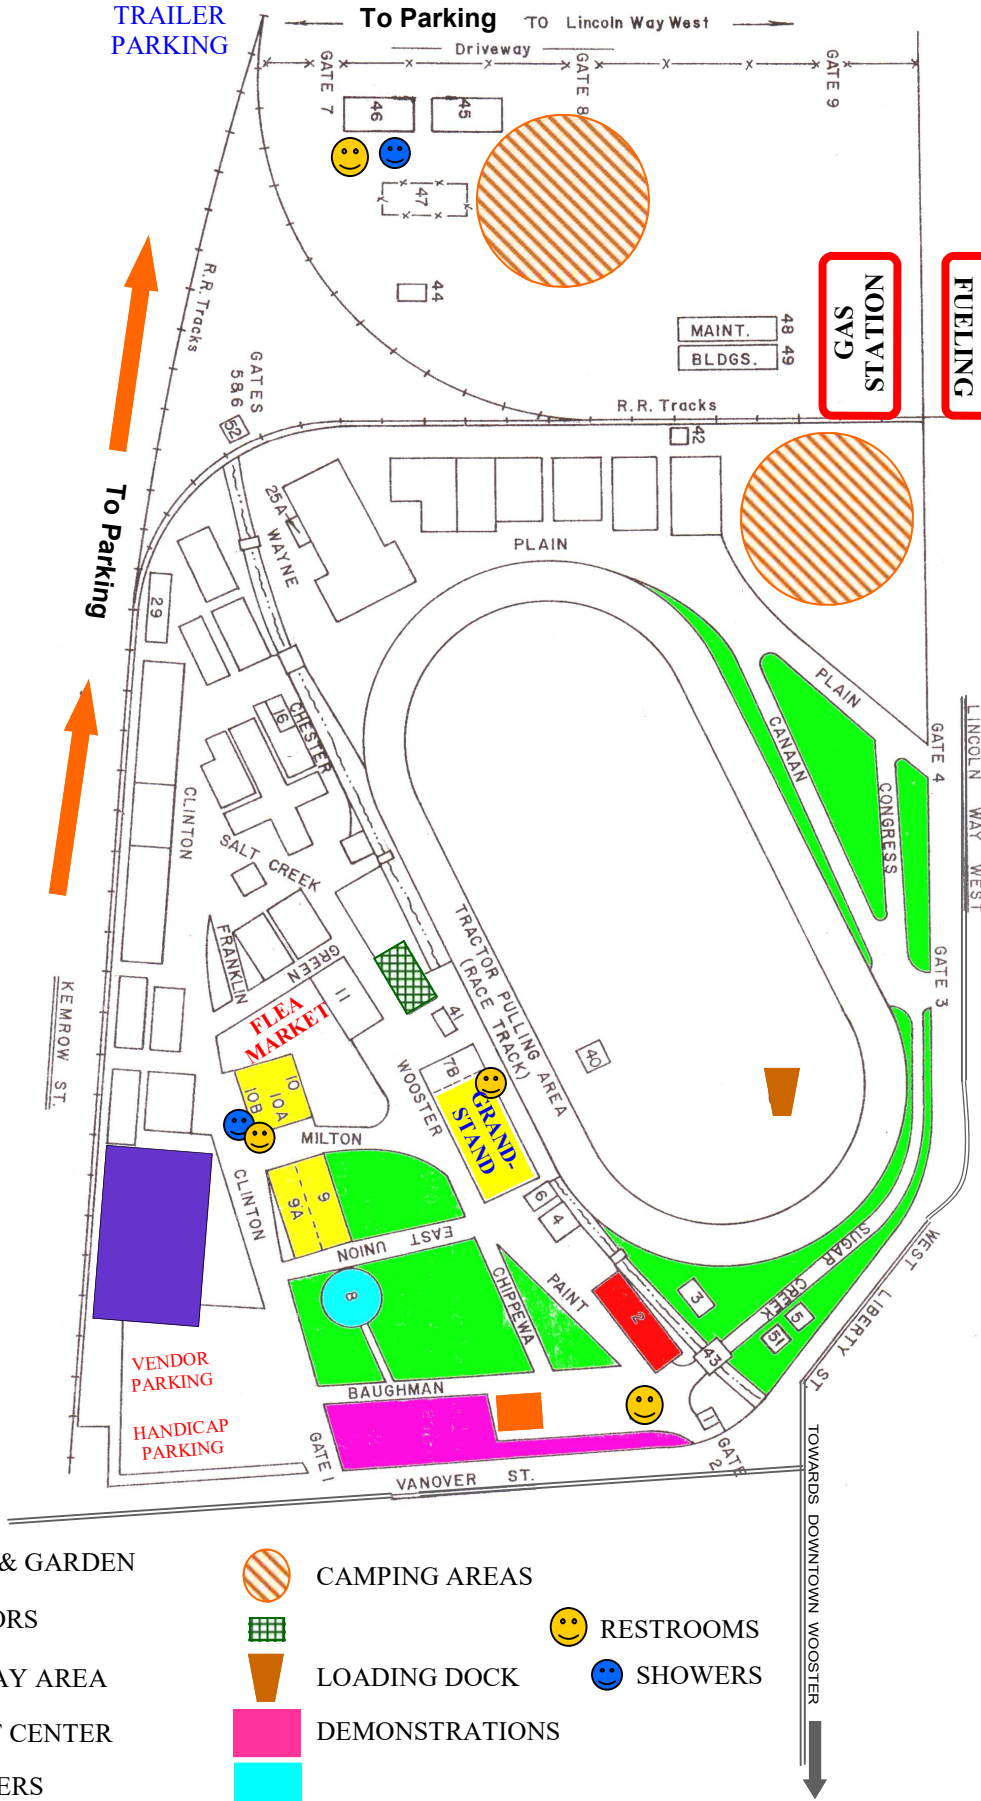 TRAILER
PARKING
To Parking
TO Lincoln Way West
Driveway
GATE 7
GATE 8
GATE 9
46
45
47
44
R.R. Tracks
48
MAINT.
49
BLDGS.
GAS
STATION
FUELING
GATES
5&6
52
R.R. Tracks
42
To Parking
25A
WAYNE
PLAIN
29
PLAIN
CANAAN
CONGRESS
GATE 4
LINCOLN WAY WEST
16
CHESTER
CLINTON
SALT CREEK
FRANKLIN
GREEN
11
FLEA
MARKET
TRACTOR PULLING AREA
(RACE TRACK)
GATE 3
KEMROW ST.
41
40
7B
WOOSTER
GRAND-
STAND
10
10A
10B
MILTON
CLINTON
9
9A
EAST
UNION
6
4
8
CHIPPEWA
PAINT
2
3
43
SUGAR
CREEK
5
51
WEST
LIBERTY
ST.
VENDOR
PARKING
BAUGHMAN
HANDICAP
PARKING
GATE 1
1
GATE
2
VANOVER ST.
TOWARDS DOWNTOWN WOOSTER
& GARDEN
CAMPING AREAS
ORS
RESTROOMS
AY AREA
LOADING DOCK
SHOWERS
T CENTER
DEMONSTRATIONS
ERS